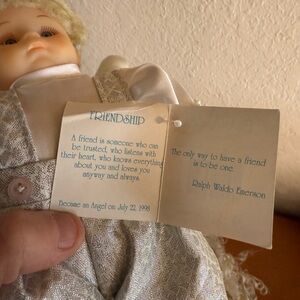 FRIENDSHIP
A friend is someone who can
be trusted, who listens with
their heart, who knows everything
about you and loves you
anyway and always.
Become an Angel on July 22, 1998
The only way to have a friend
is to be one.
Ralph Waldo Emerson